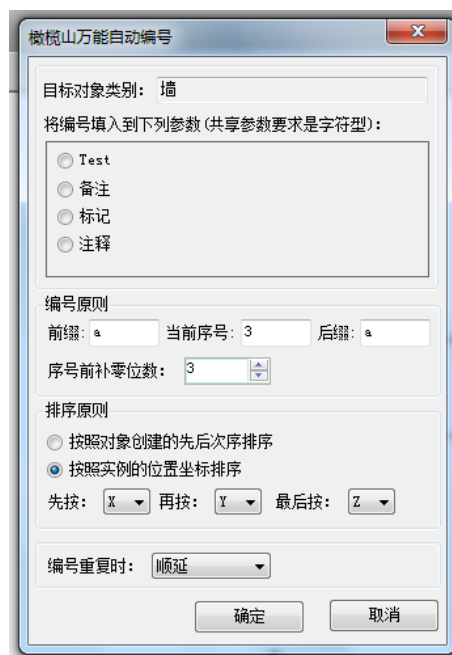 橄榄山万能自动编号
目标对象类别： 墙
将编号填入到下列参数(共享参数要求是字符型)：
Test
备注
标记
注释
编号原则
前缀: a 当前序号: 3 后缀: a
序号前补零位数： 3
排序原则
按照对象创建的先后次序排序
按照实例的位置坐标排序
先按： X 再按： Y 最后按： Z
编号重复时： 顺延
确定 取消